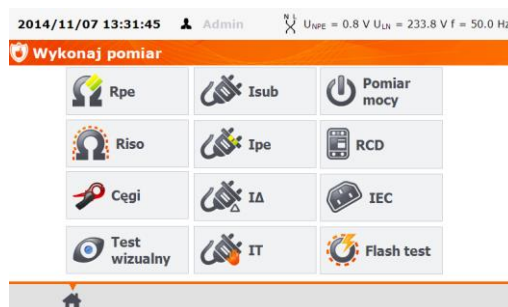 2014/11/07 13:31:45 Admin N L UNPE = 0.8 V ULN = 233.8 V f = 50.0 Hz
Wykonaj pomiar
Rpe Isub Pomiar mocy
Riso Ipe RCD
Cęgi IΔ IEC
Test wizualny IT Flash test